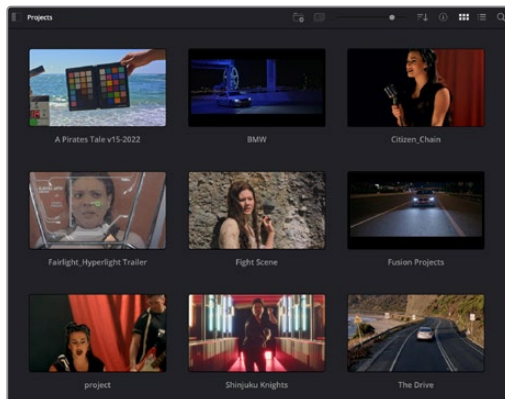 Projects
A Pirates Tale v15-2022
BMW
Citizen_Chain
Fairlight_Hyperlight Trailer
Fight Scene
Fusion Projects
project
Shinjuku Knights
The Drive